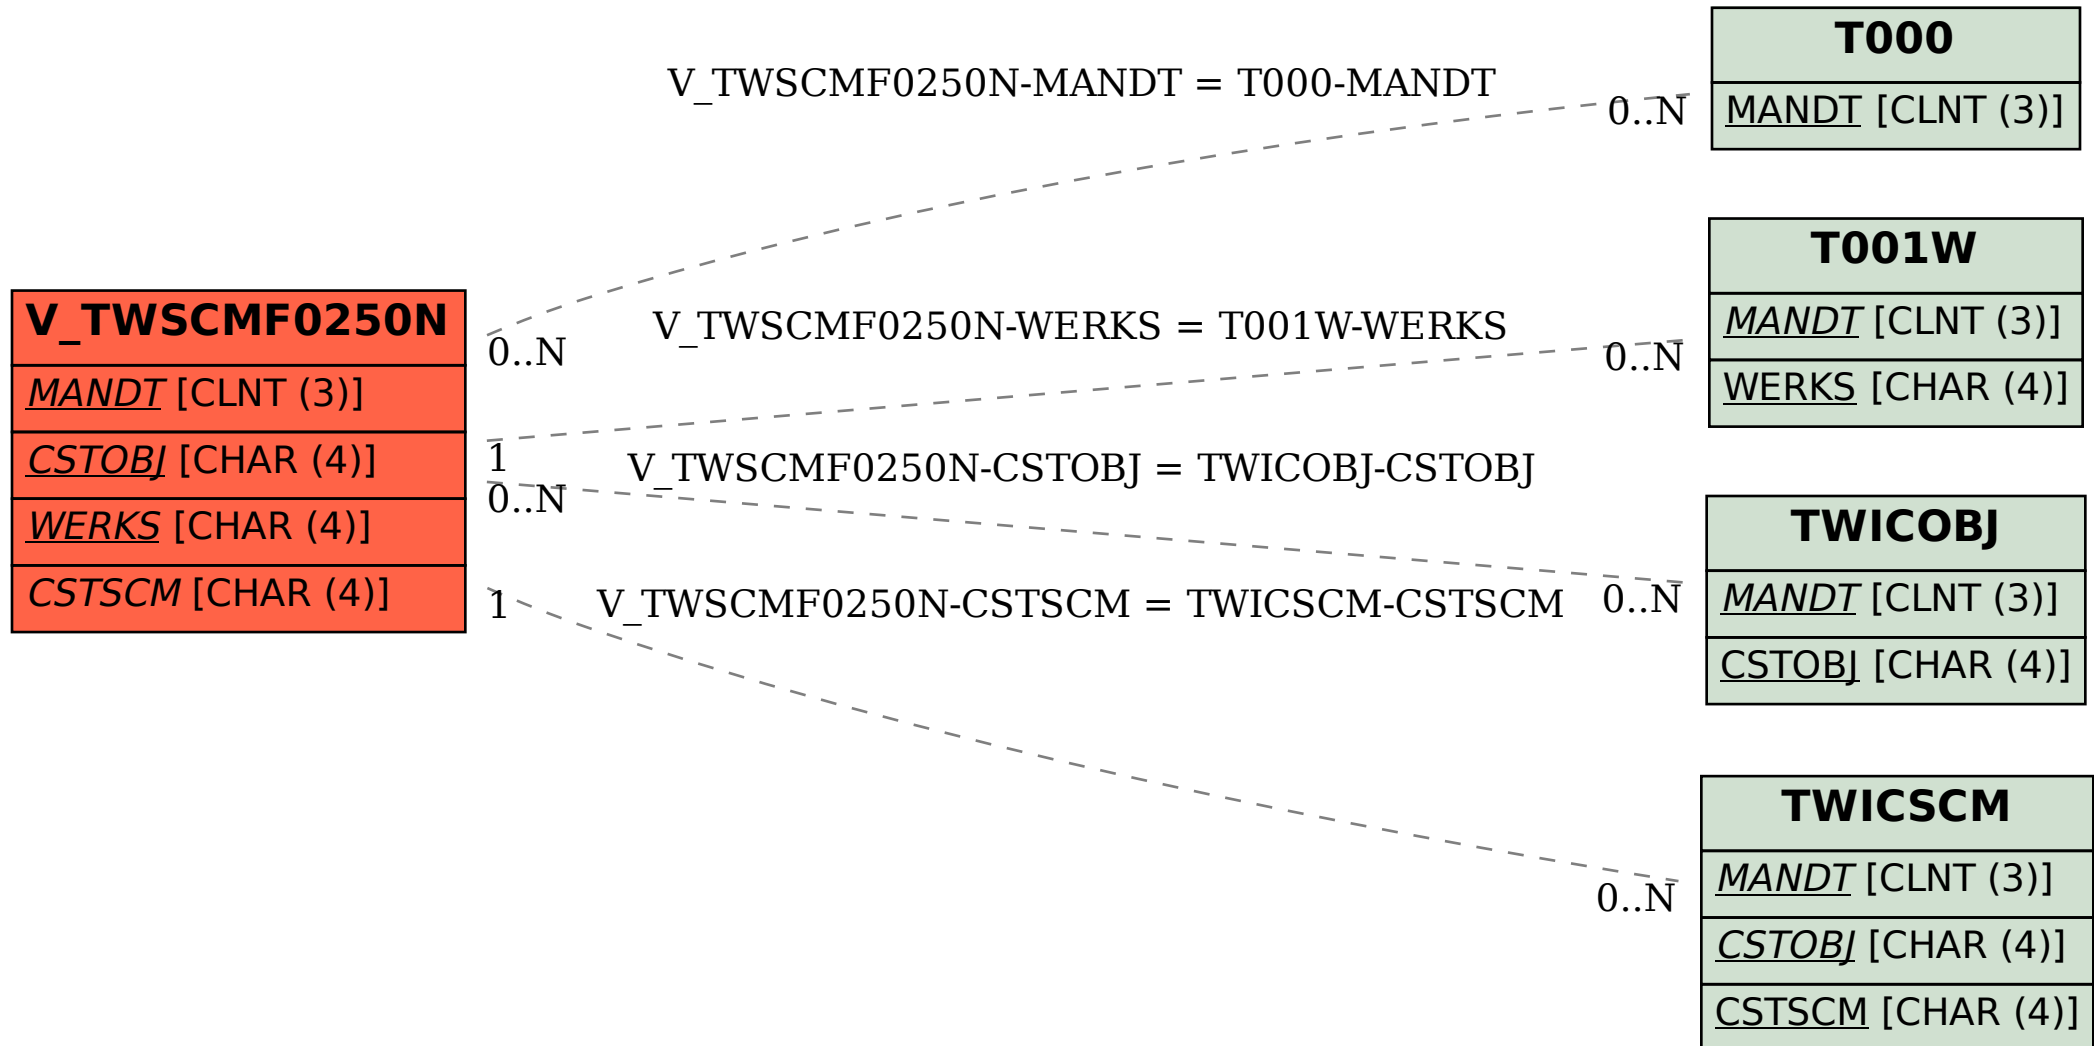 V_TWSCMF0250N
MANDT [CLNT (3)]
CSTOBJ [CHAR (4)]
WERKS [CHAR (4)]
CSTSCM [CHAR (4)]
V_TWSCMF0250N-MANDT = T000-MANDT
0..N
0..N
V_TWSCMF0250N-WERKS = T001W-WERKS
1
0..N
V_TWSCMF0250N-CSTOBJ = TWICOBJ-CSTOBJ
0..N
0..N
V_TWSCMF0250N-CSTSCM = TWICSCM-CSTSCM
1
0..N
T000
MANDT [CLNT (3)]
T001W
MANDT [CLNT (3)]
WERKS [CHAR (4)]
TWICOBJ
MANDT [CLNT (3)]
CSTOBJ [CHAR (4)]
TWICSCM
MANDT [CLNT (3)]
CSTOBJ [CHAR (4)]
CSTSCM [CHAR (4)]